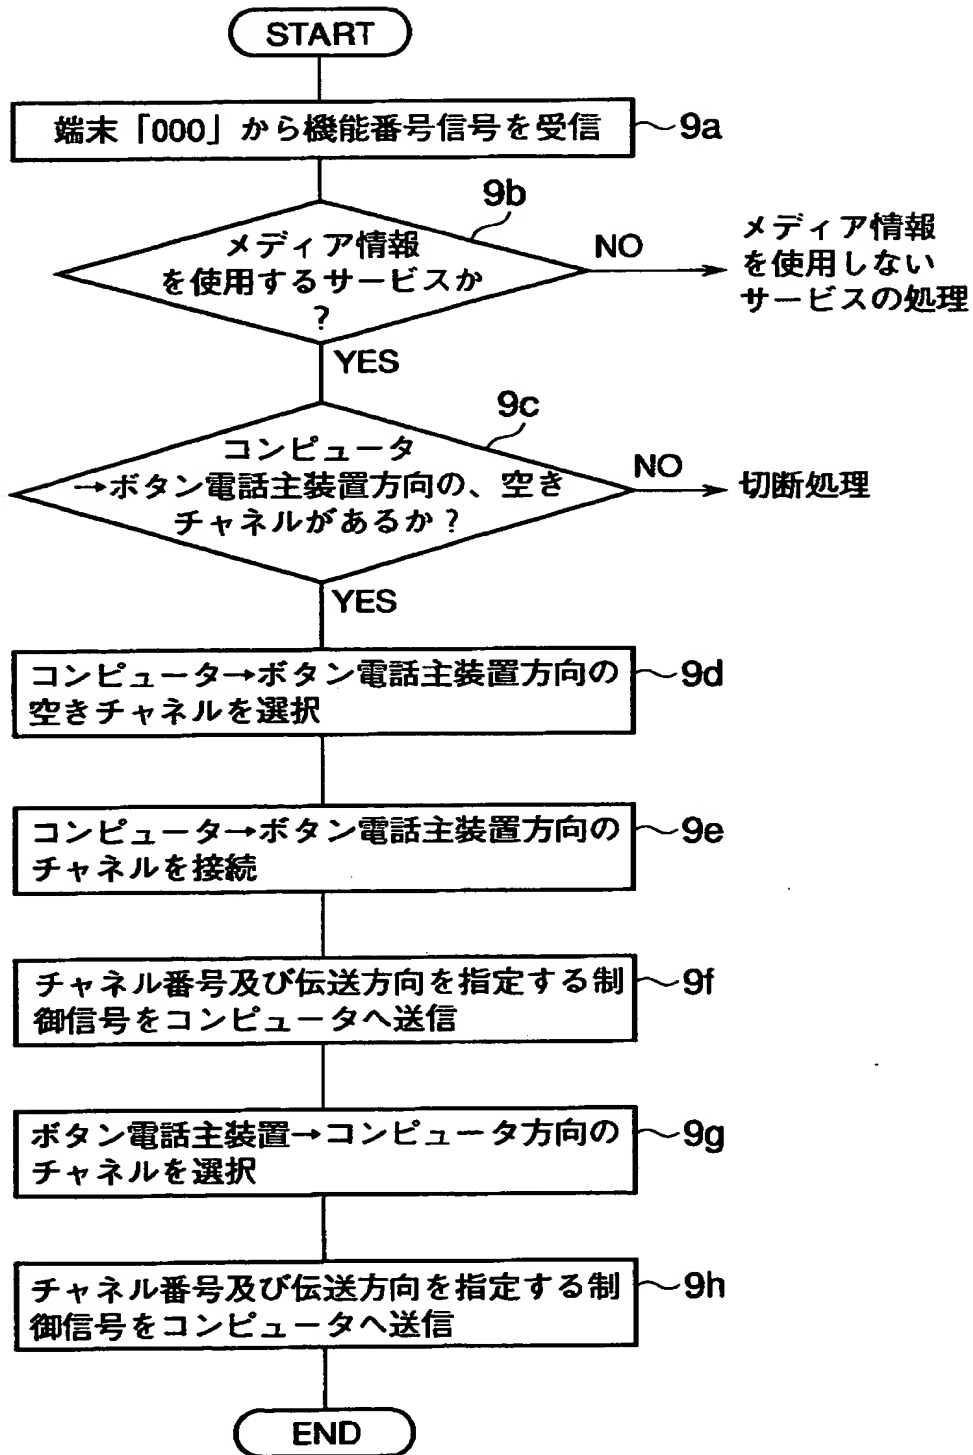 START
端末「000」から機能番号信号を受信
9a
9b
メディア情報
を使用するサービスか
?
NO
メディア情報
を使用しない
サービスの処理
YES
9c
コンピュータ
→ボタン電話主装置方向の、空き
チャネルがあるか?
NO
切断処理
YES
コンピュータ→ボタン電話主装置方向の
空きチャネルを選択
9d
コンピュータ→ボタン電話主装置方向の
チャネルを接続
9e
チャネル番号及び伝送方向を指定する制
御信号をコンピュータへ送信
9f
ボタン電話主装置→コンピュータ方向の
チャネルを選択
9g
チャネル番号及び伝送方向を指定する制
御信号をコンピュータへ送信
9h
END